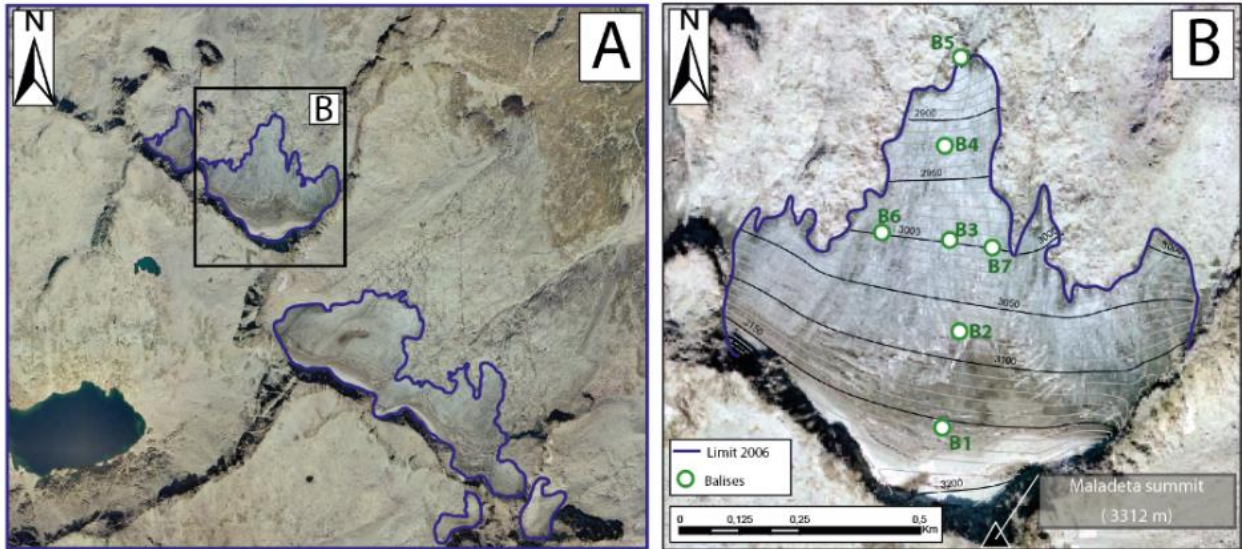 N
A
B
N
B
B5
2900
B4
2950
B6
3000
B3
B7
3000
3000
3050
B2
3150
3100
B1
3200
Limit 2006
Balises
Maladeta summit
( 3312 m)
0 0,125 0,25 0,5
Km